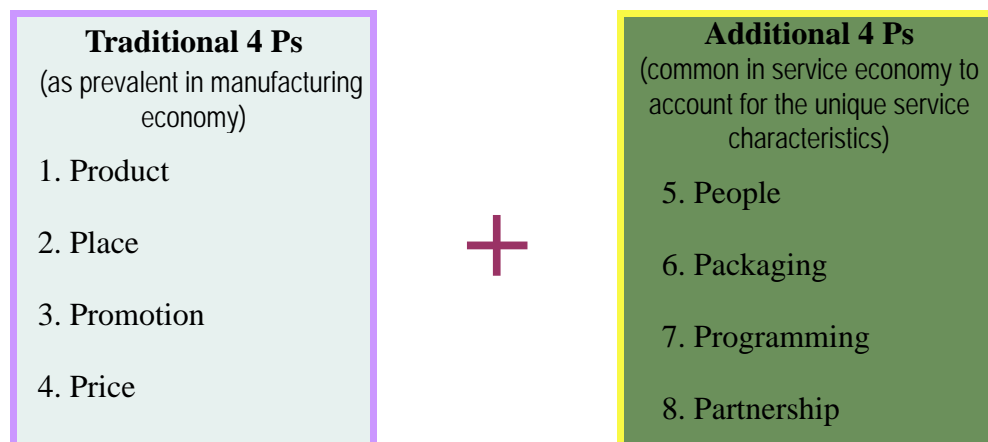 Traditional 4 Ps
(as prevalent in manufacturing
economy)
1. Product
2. Place
3. Promotion
4. Price
+
Additional 4 Ps
(common in service economy to
account for the unique service
characteristics)
5. People
6. Packaging
7. Programming
8. Partnership